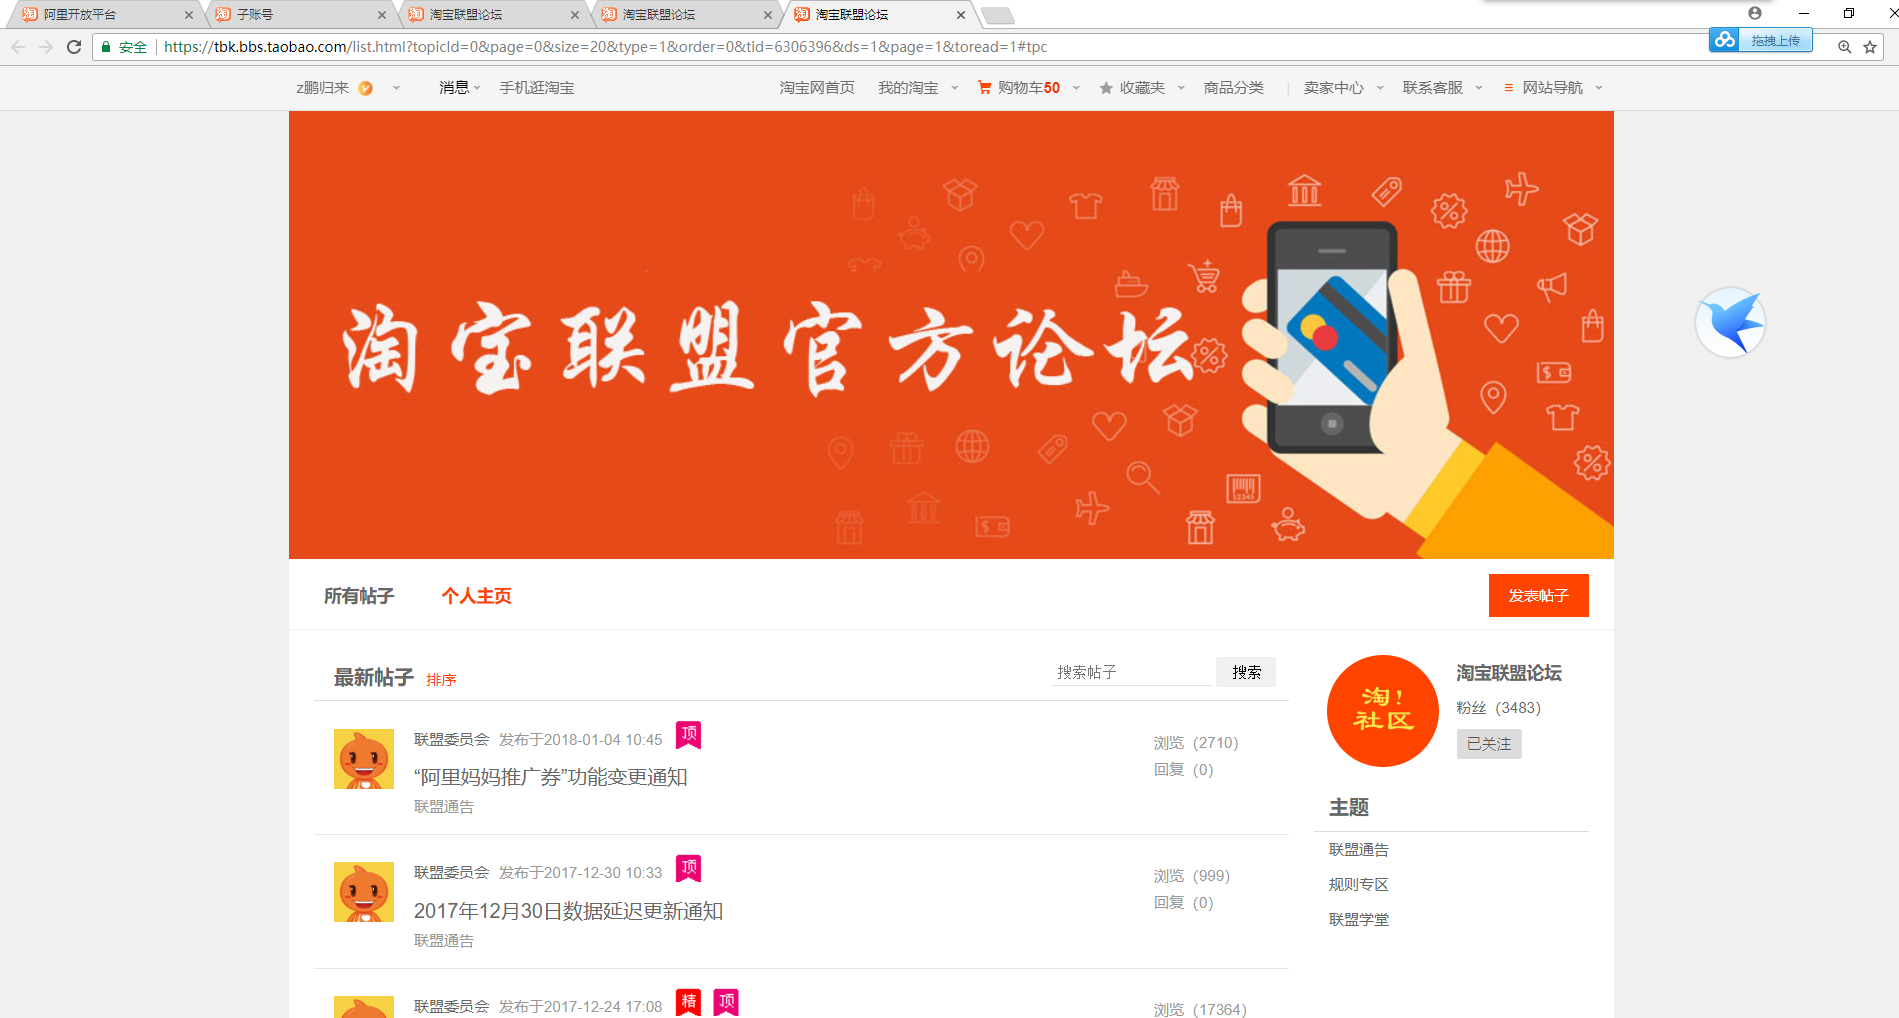 阿里开放平台
子账号
淘宝联盟论坛
淘宝联盟论坛
淘宝联盟论坛
安全 https://tbk.bbs.taobao.com/list.html?topicId=0&page=0&size=20&type=1&order=0&tid=6306396&ds=1&page=1&toread=1#tpc
拖拽上传
z鹏归来 消息 手机逛淘宝 淘宝网首页 我的淘宝 购物车50 收藏夹 商品分类 卖家中心 联系客服 网站导航
淘宝联盟官方论坛
12345
所有帖子 个人主页 发表帖子
最新帖子 排序 搜索帖子 搜索
联盟委员会 发布于2018-01-04 10:45 顶
“阿里妈妈推广券”功能变更通知
联盟通告
浏览 (2710)
回复 (0)
联盟委员会 发布于2017-12-30 10:33 顶
2017年12月30日数据延迟更新通知
联盟通告
浏览 (999)
回复 (0)
联盟委员会 发布于2017-12-24 17:08 精 顶
浏览 (17364)
淘!
社区
淘宝联盟论坛
粉丝 (3483)
已关注
主题
联盟通告
规则专区
联盟学堂